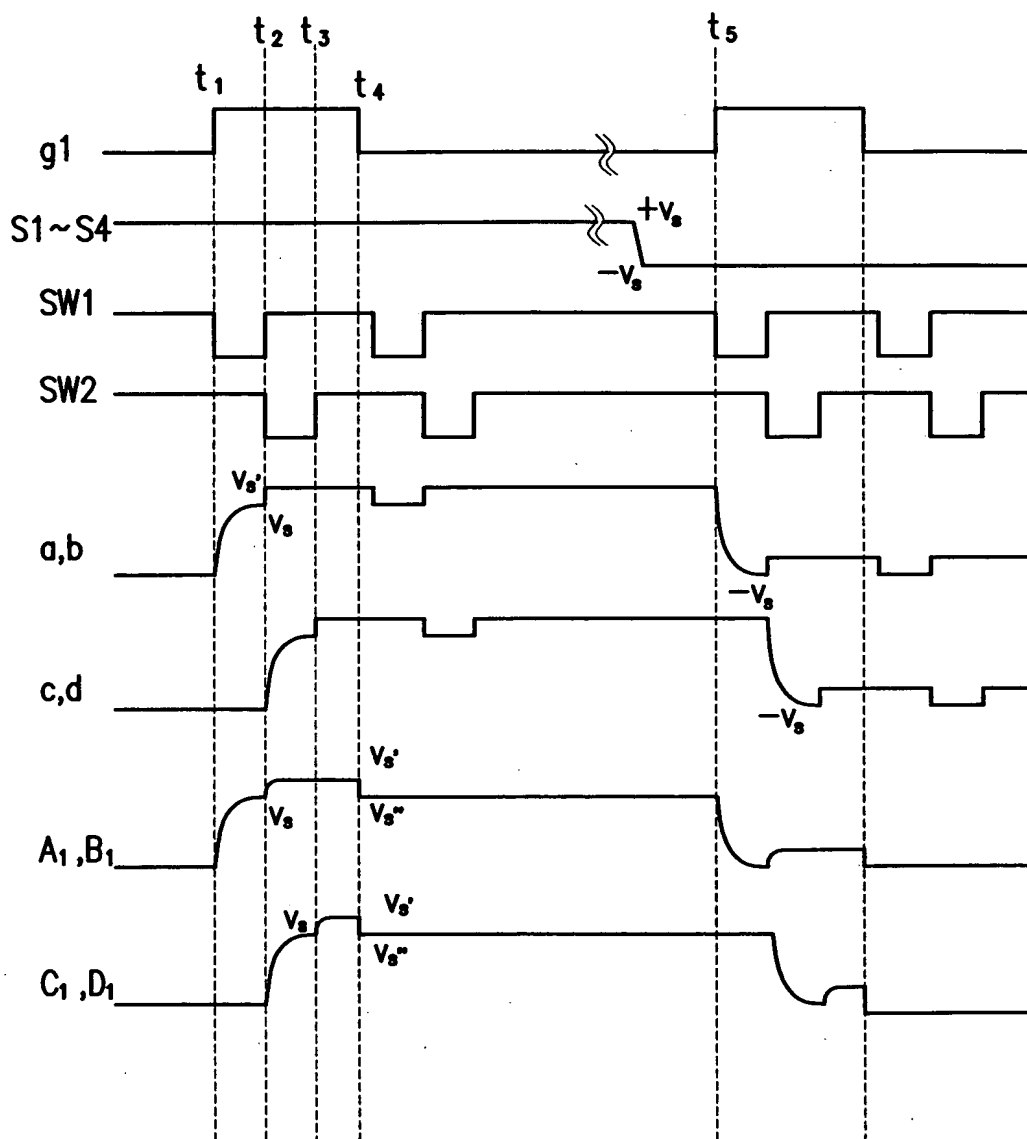 t₁ t₂ t₃ t₄ t₅
g1
S1~S4 +Vₛ
−Vₛ
SW1
SW2
Vₛ'
Vₛ
a,b
−Vₛ
c,d
−Vₛ
Vₛ'
Vₛ Vₛ"
A₁,B₁
Vₛ Vₛ'
Vₛ"
C₁,D₁